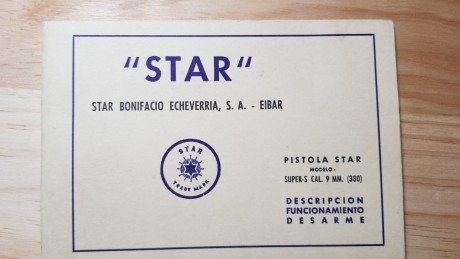 "STAR"
STAR BONIFACIO ECHEVERRIA, S. A. - EIBAR
STAR
TRADE MARK
PISTOLA STAR
MODELO:
SUPER-S CAL. 9 MM. (380)
DESCRIPCION
FUNCIONAMIENTO
DESARME